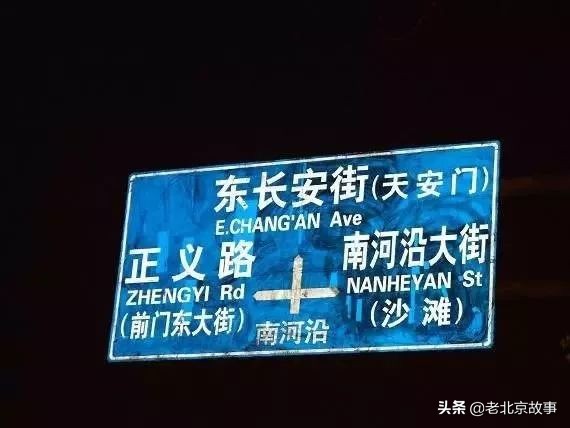 东长安街(天安门)
E.CHANG'AN Ave
正义路
ZHENGYI Rd
(前门东大街)
南河沿大街
NANHEYAN St
(沙滩)
南河沿
头条 @老北京故事